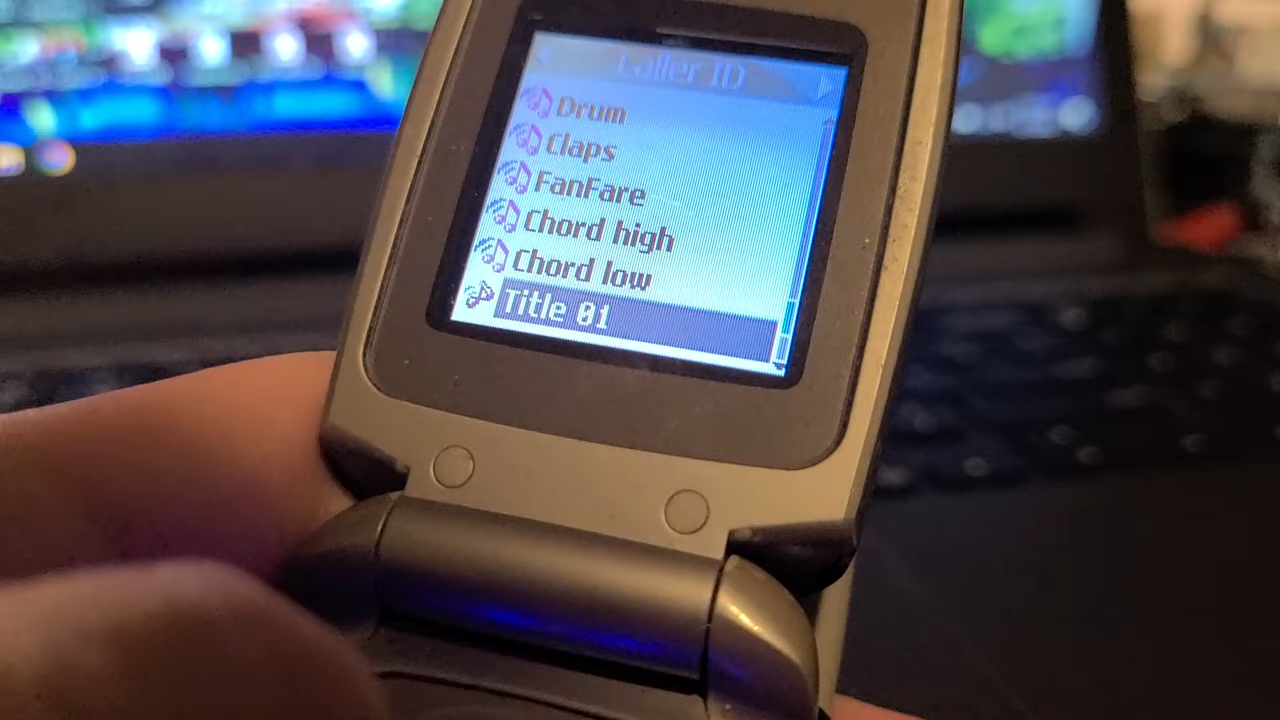 Caller ID
Drum
Claps
FanFare
Chord high
Chord low
Title 01